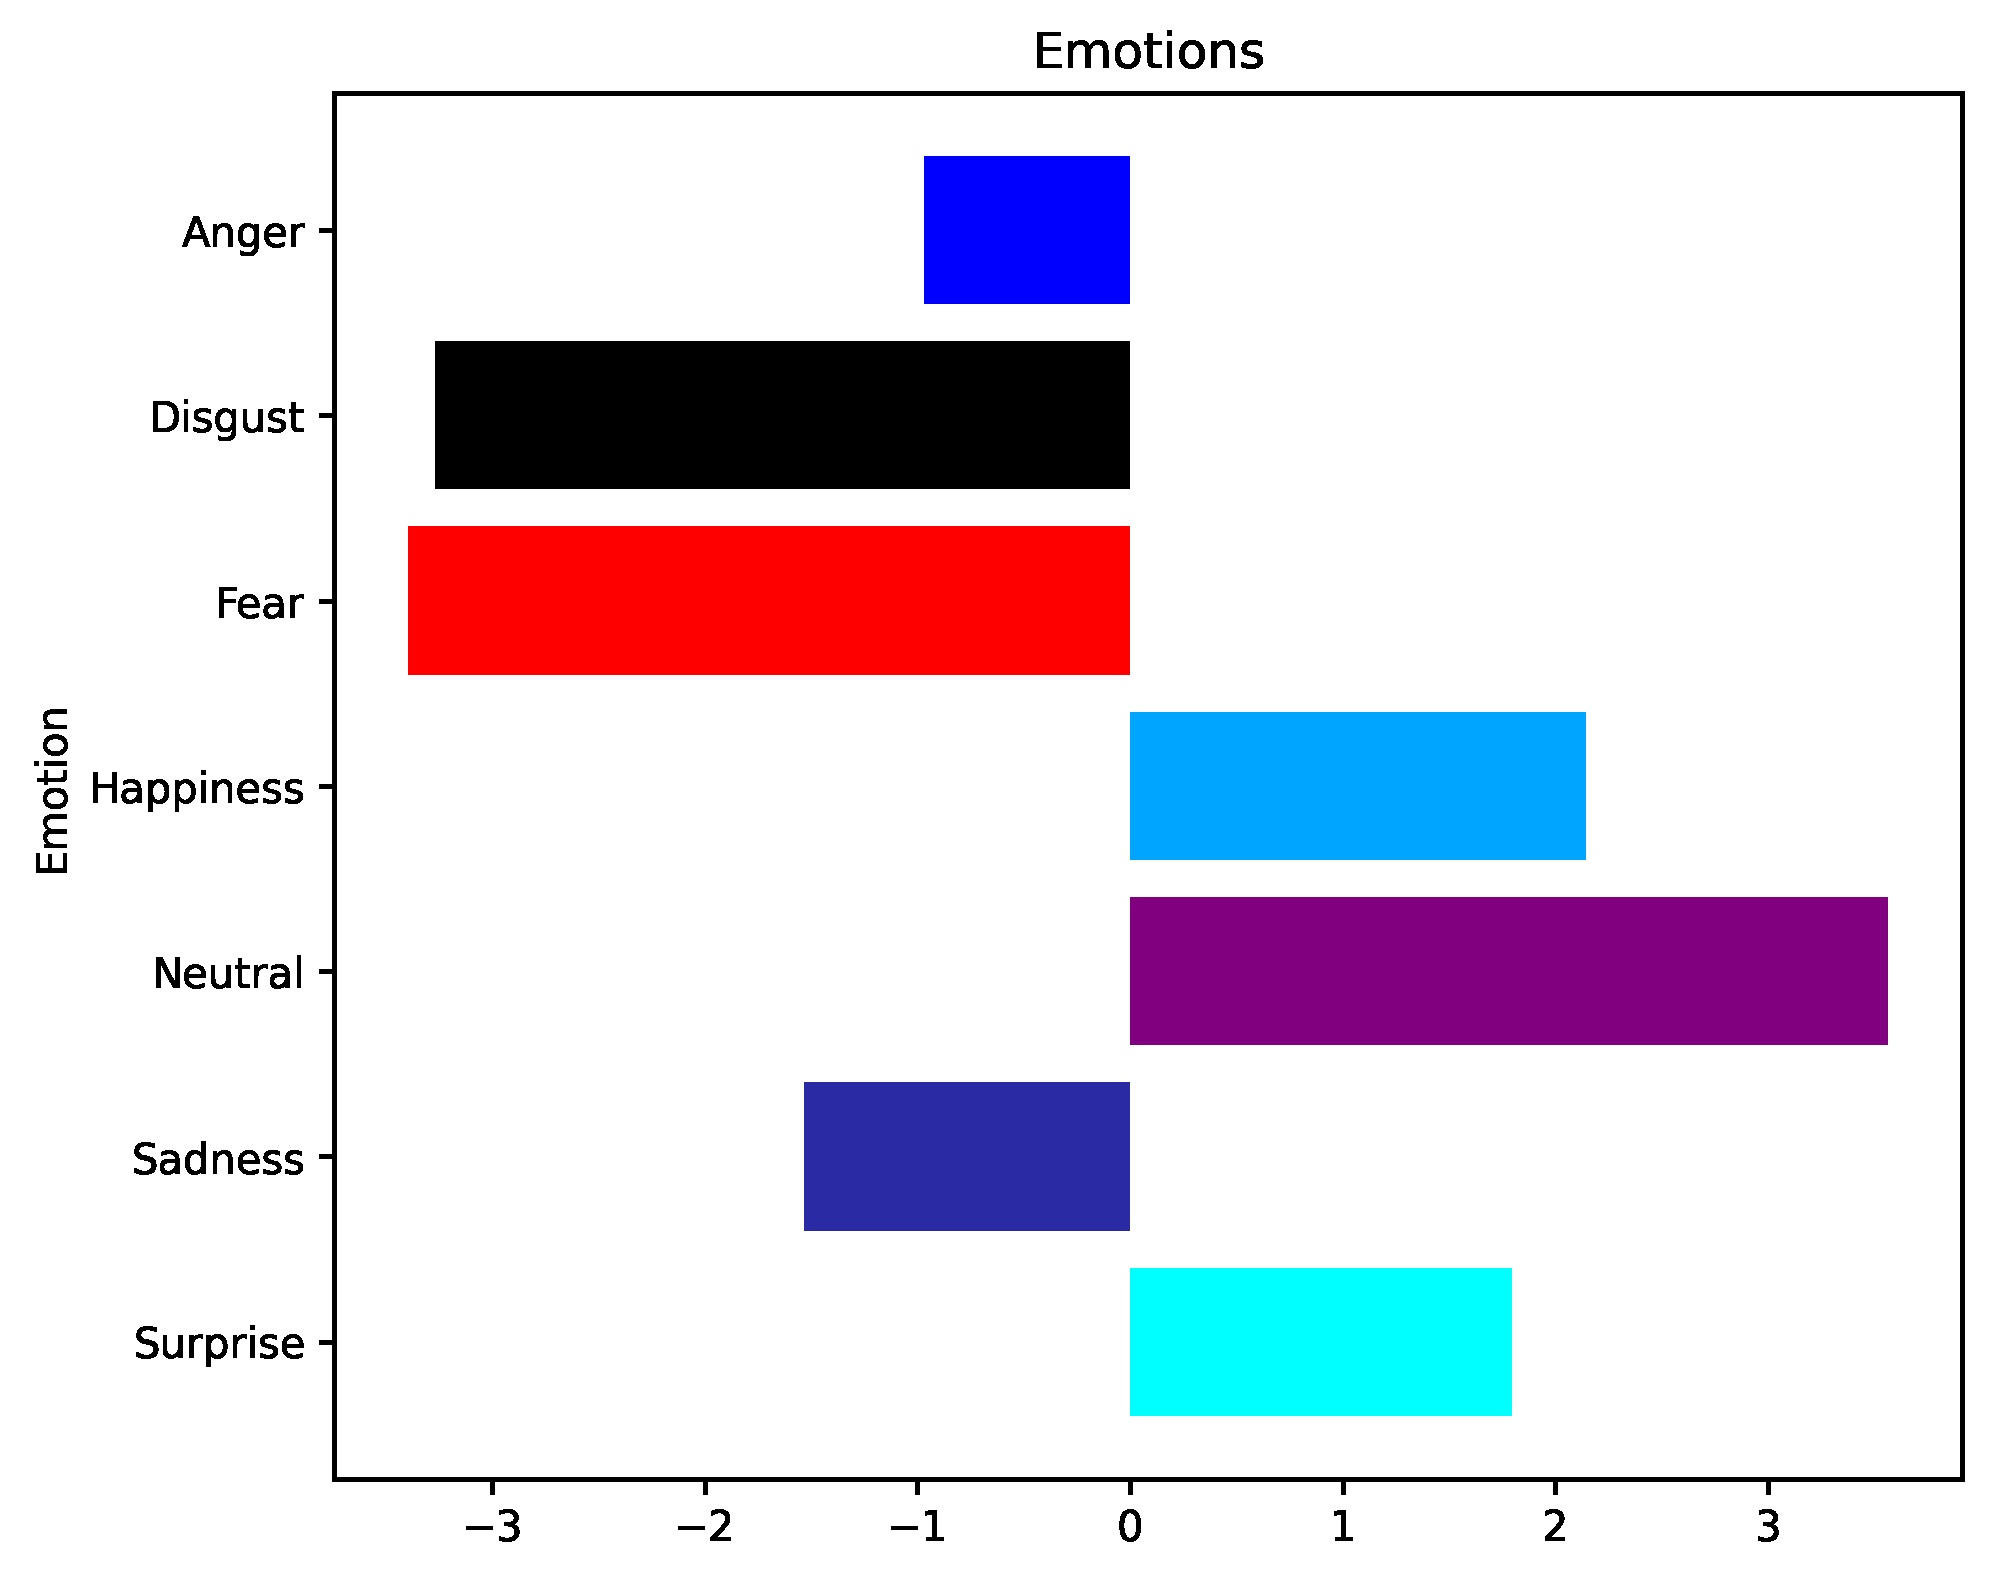 Emotions
Anger
Disgust
Fear
Happiness
Neutral
Sadness
Surprise
Emotion
−3 −2 −1 0 1 2 3